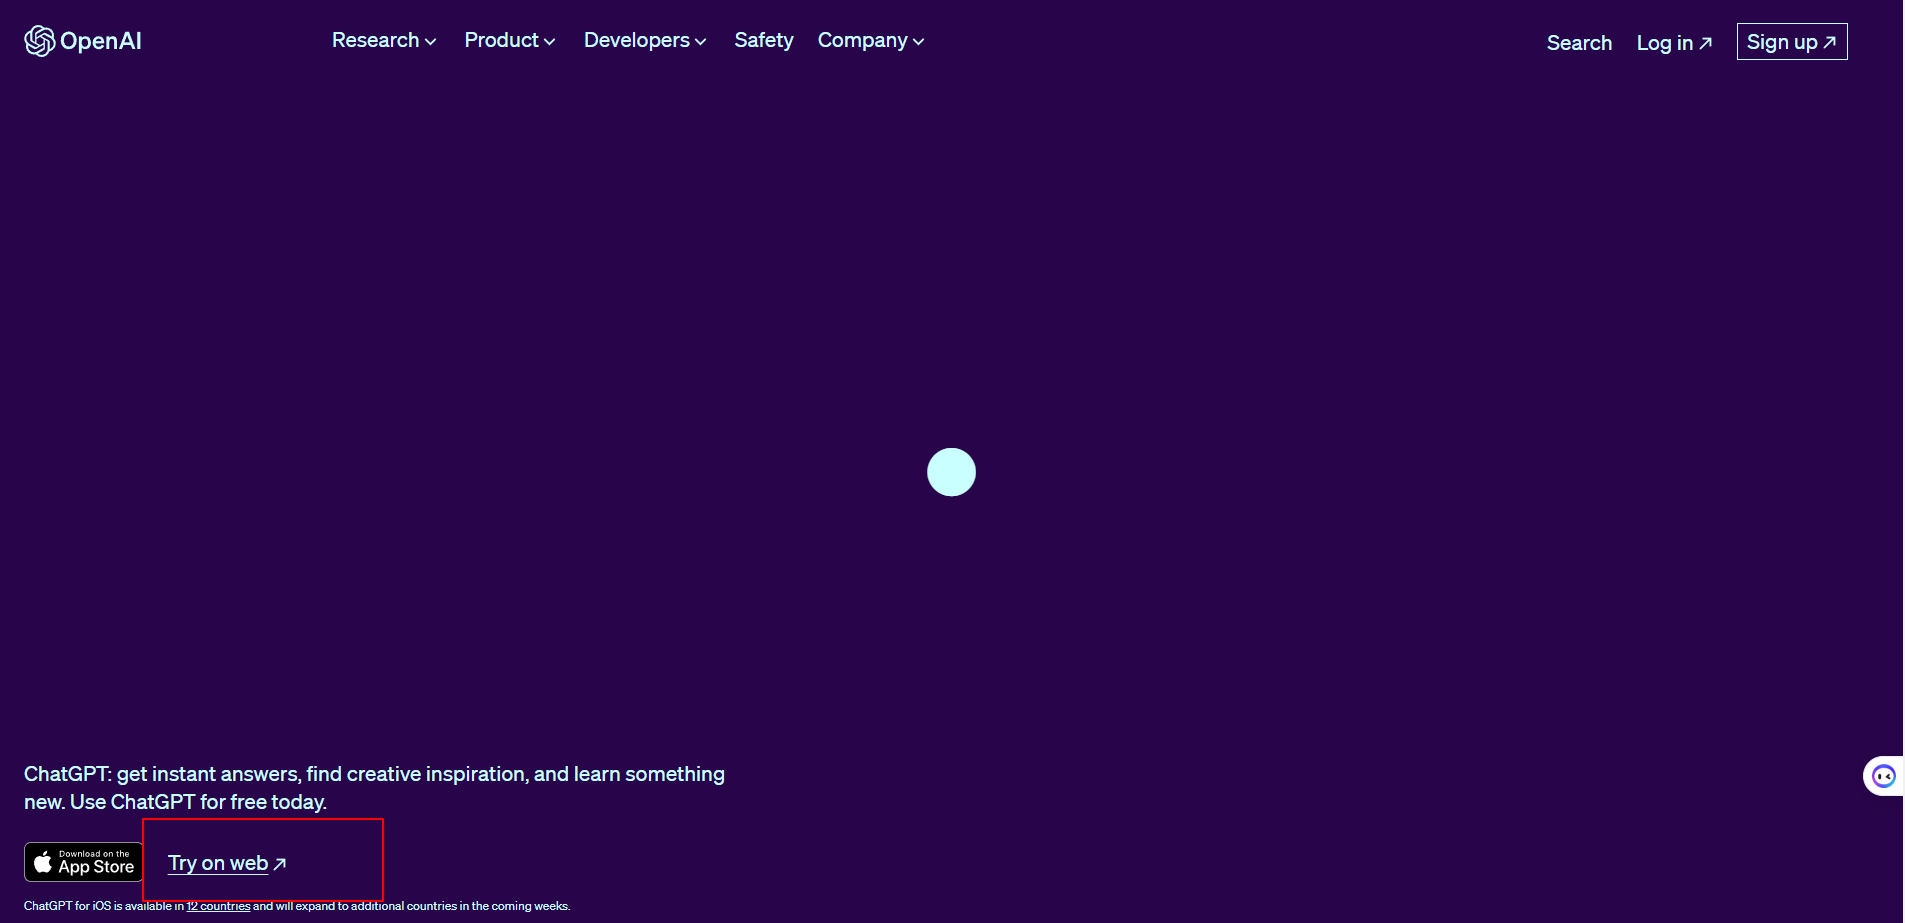 OpenAI
Research
Product
Developers
Safety
Company
Search
Log in ↗
Sign up ↗
ChatGPT: get instant answers, find creative inspiration, and learn something
new. Use ChatGPT for free today.
Download on the
App Store
Try on web ↗
ChatGPT for iOS is available in 12 countries and will expand to additional countries in the coming weeks.